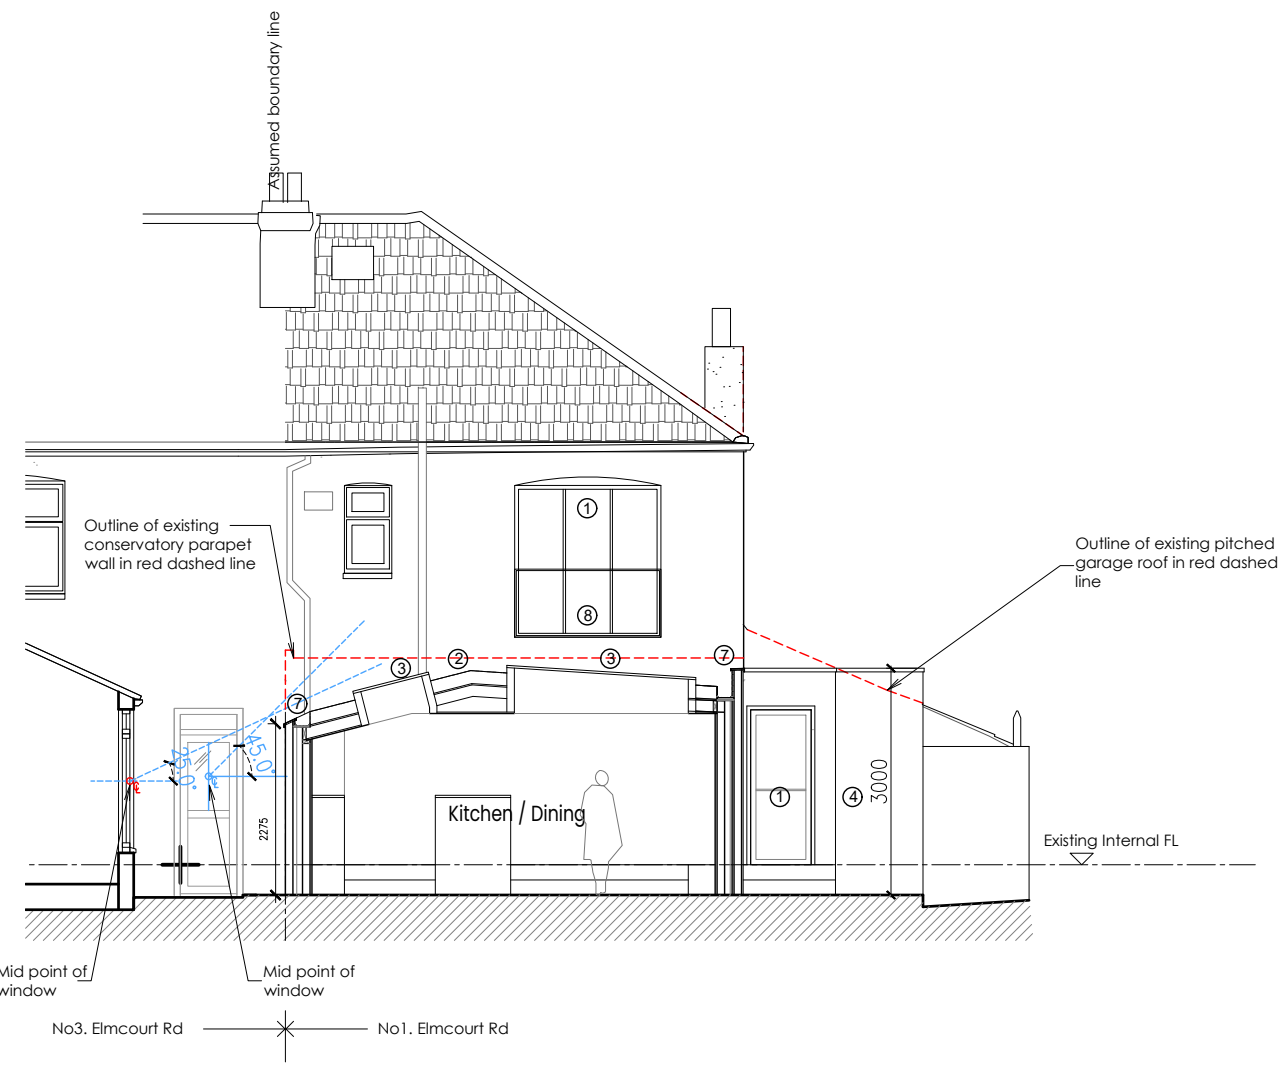 Assumed boundary line
1
Outline of existing
conservatory parapet
wall in red dashed line
Outline of existing pitched
garage roof in red dashed
line
8
3
2
3
7
7
25.0°
45.0°
2275
Kitchen / Dining
1
4
3000
Existing Internal FL
Mid point of
window
Mid point of
window
No3. Elmcourt Rd
No1. Elmcourt Rd